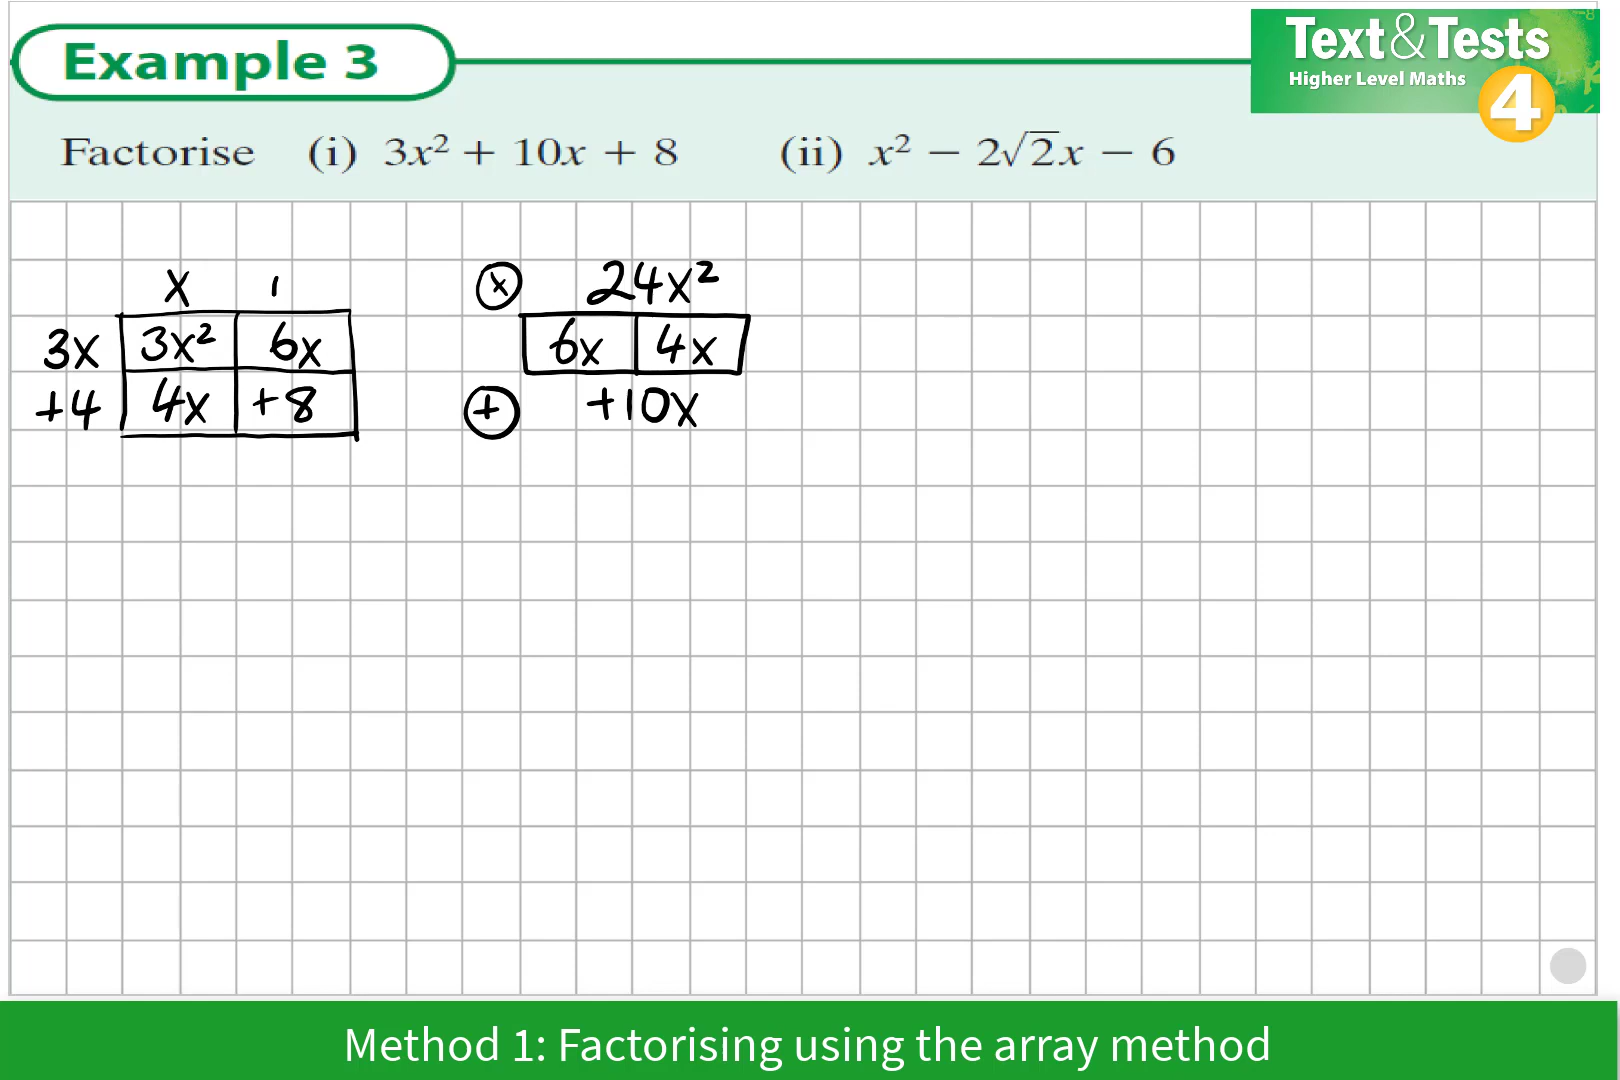 Example 3
Text & Tests
Higher Level Maths
4
Factorise (i) 3x² + 10x + 8 (ii) x² − 2√2x − 6
x ı
3x 3x² 6x
+4 4x +8
ⓧ 24x²
6x 4x
⊕ +10x
Method 1: Factorising using the array method